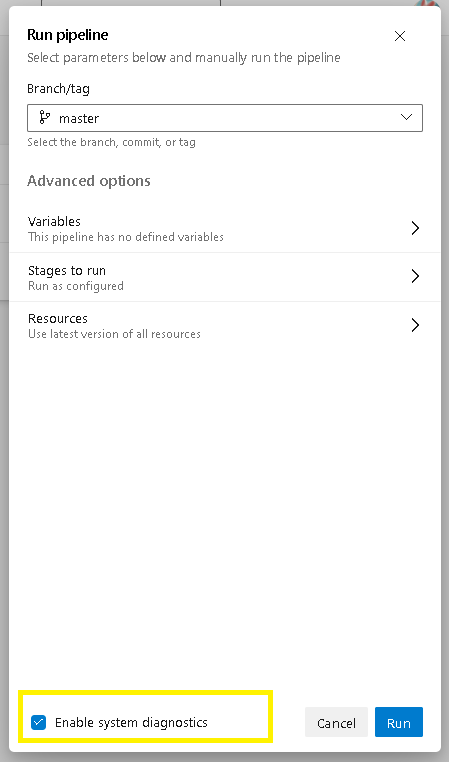 Run pipeline
Select parameters below and manually run the pipeline
Branch/tag
master
Select the branch, commit, or tag
Advanced options
Variables
This pipeline has no defined variables
Stages to run
Run as configured
Resources
Use latest version of all resources
Enable system diagnostics
Cancel
Run